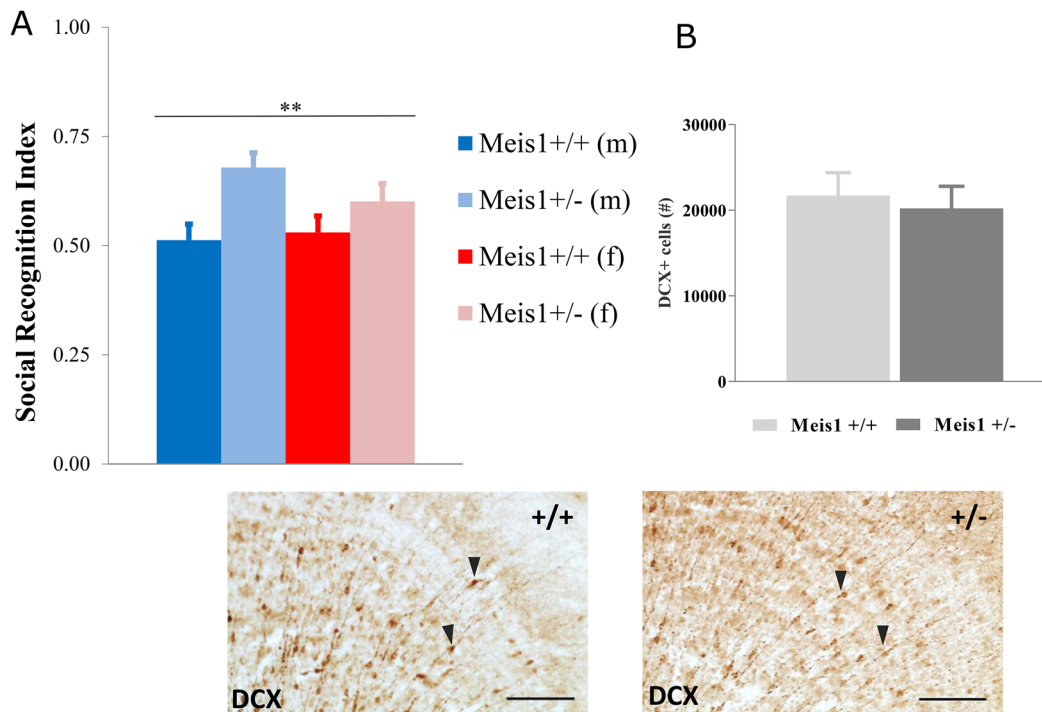 A
Social Recognition Index
1.00
0.75
0.50
0.25
0.00
**
Meis1+/+ (m)
Meis1+/- (m)
Meis1+/+ (f)
Meis1+/- (f)
B
DCX+ cells (#)
30000
20000
10000
0
Meis1 +/+
Meis1 +/-
+/+
DCX
+/-
DCX